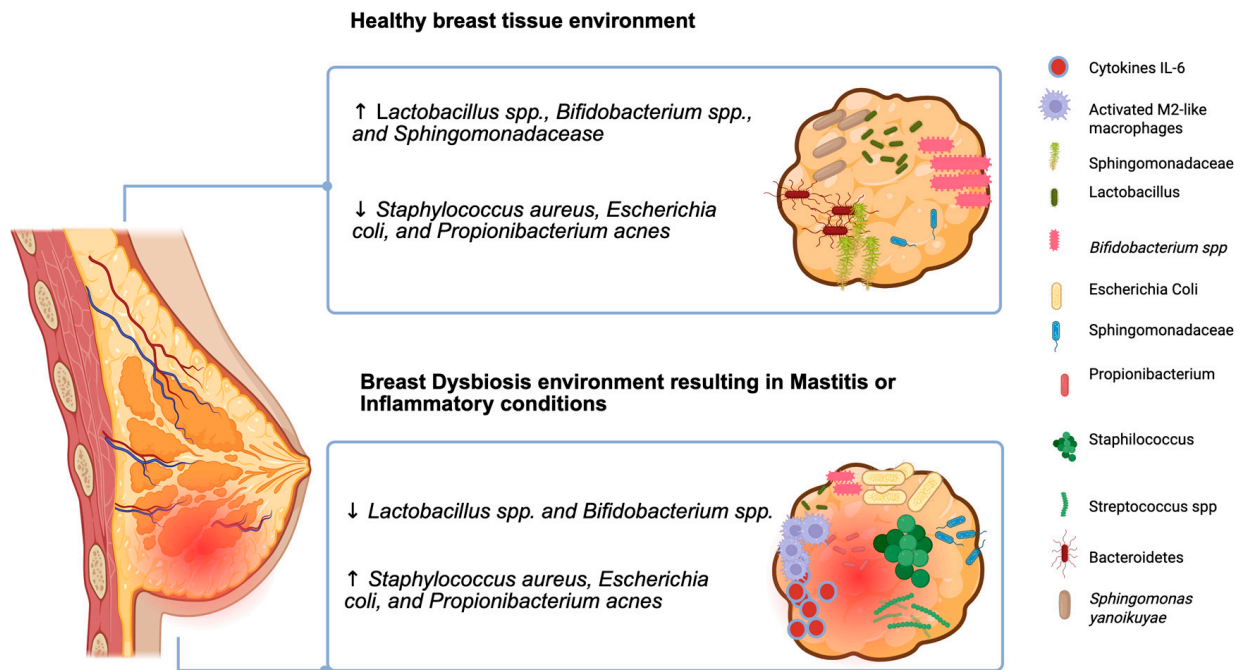 Healthy breast tissue environment
↑ Lactobacillus spp., Bifidobacterium spp.,
and Sphingomonadacease
↓ Staphylococcus aureus, Escherichia
coli, and Propionibacterium acnes
Breast Dysbiosis environment resulting in Mastitis or
Inflammatory conditions
↓ Lactobacillus spp. and Bifidobacterium spp.
↑ Staphylococcus aureus, Escherichia
coli, and Propionibacterium acnes
Cytokines IL-6
Activated M2-like
macrophages
Sphingomonadaceae
Lactobacillus
Bifidobacterium spp
Escherichia Coli
Sphingomonadaceae
Propionibacterium
Staphilococcus
Streptococcus spp
Bacteroidetes
Sphingomonas
yanoikuyae